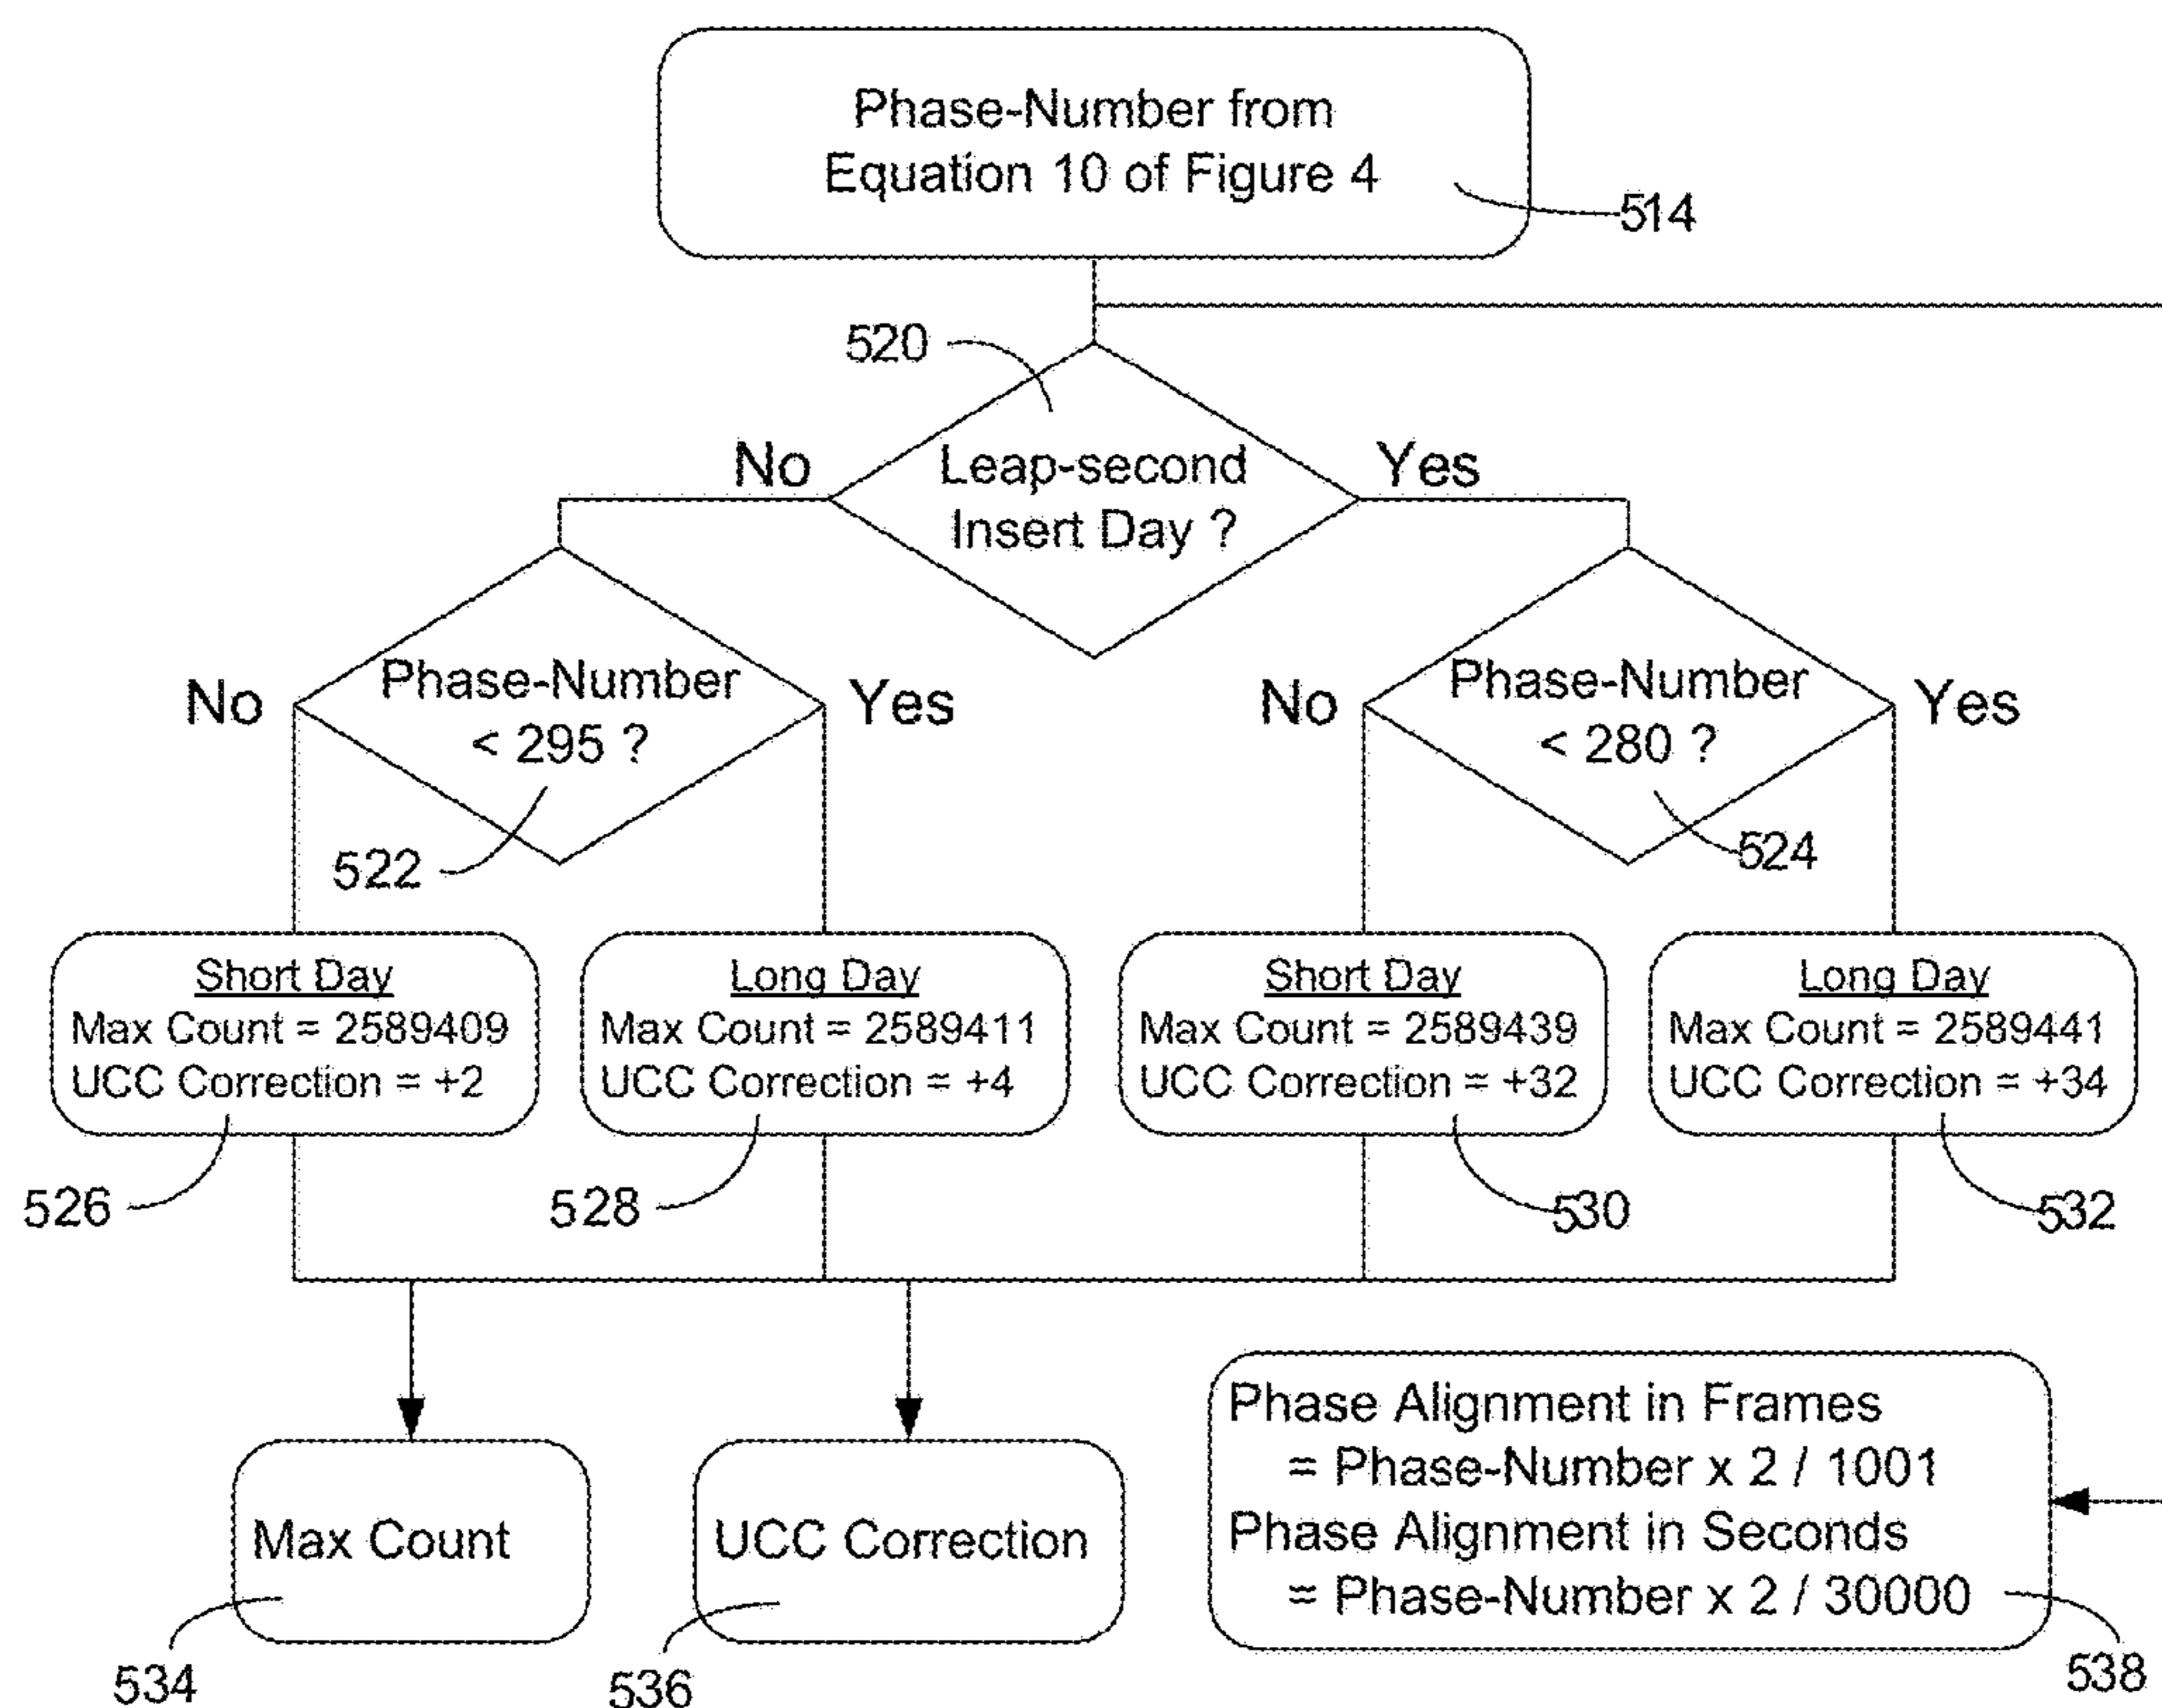 Phase-Number from
Equation 10 of Figure 4
514
520
No
Leap-second
Insert Day ?
Yes
No
Phase-Number
< 295 ?
Yes
522
No
Phase-Number
< 280 ?
Yes
524
Short Day
Max Count = 2589409
UCC Correction = +2
526
Long Day
Max Count = 2589411
UCC Correction = +4
528
Short Day
Max Count = 2589439
UCC Correction = +32
530
Long Day
Max Count = 2589441
UCC Correction = +34
532
Max Count
534
UCC Correction
536
Phase Alignment in Frames
= Phase-Number x 2 / 1001
Phase Alignment in Seconds
= Phase-Number x 2 / 30000
538